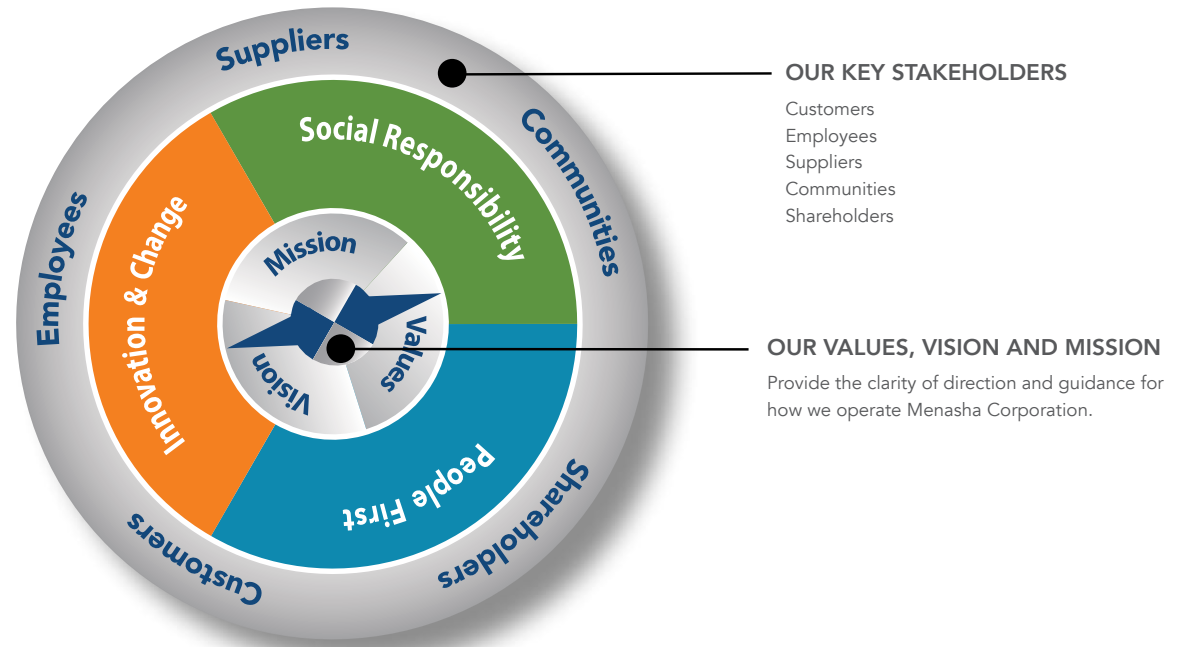 Suppliers
Communities
Shareholders
Customers
Employees
Social Responsibility
People First
Innovation & Change
Mission
Values
Vision
OUR KEY STAKEHOLDERS
Customers
Employees
Suppliers
Communities
Shareholders
OUR VALUES, VISION AND MISSION
Provide the clarity of direction and guidance for
how we operate Menasha Corporation.